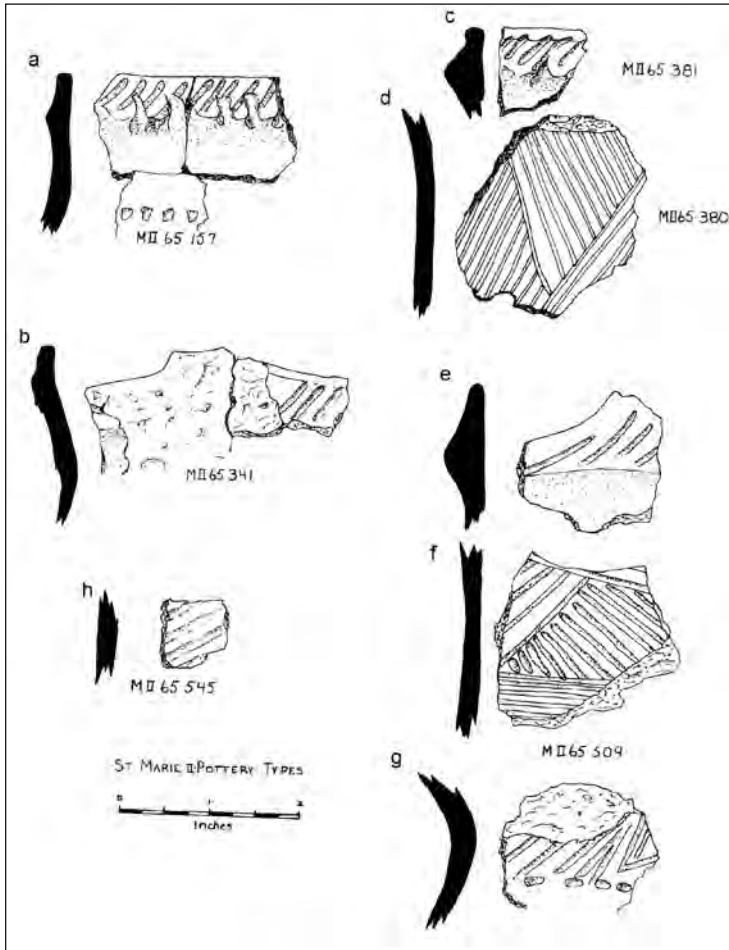 a
MII 65 157
b
MII 65 341
h
MII 65 545
ST MARIE II:POTTERY TYPES
0 1 2
Inches
c
MII 65 381
d
MII65 380
e
f
MII 65 509
g